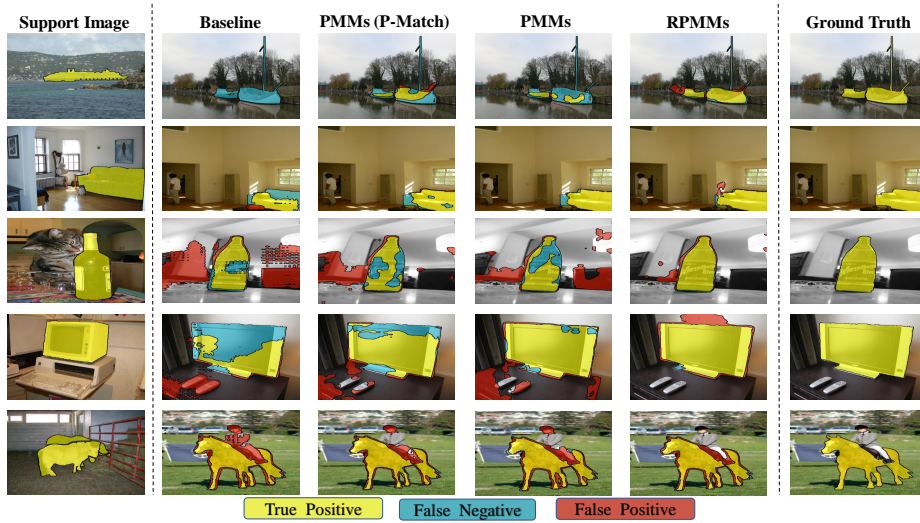 Support Image Baseline PMMs (P-Match) PMMs RPMMs Ground Truth
True Positive False Negative False Positive